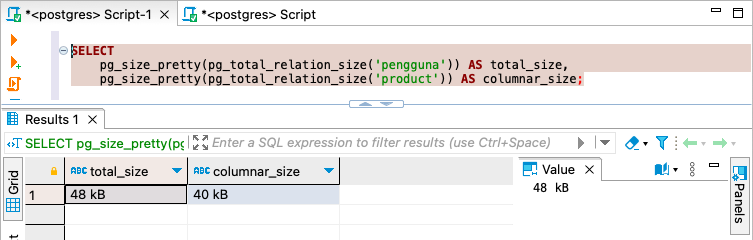 *<postgres> Script-1
*<postgres> Script
SELECT
pg_size_pretty(pg_total_relation_size('pengguna')) AS total_size,
pg_size_pretty(pg_total_relation_size('product')) AS columnar_size;
Results 1
SELECT pg_size_pretty(pg
Enter a SQL expression to filter results (use Ctrl+Space)
Grid
ABC total_size
ABC columnar_size
1
48 kB
40 kB
Value
48 kB
Panels